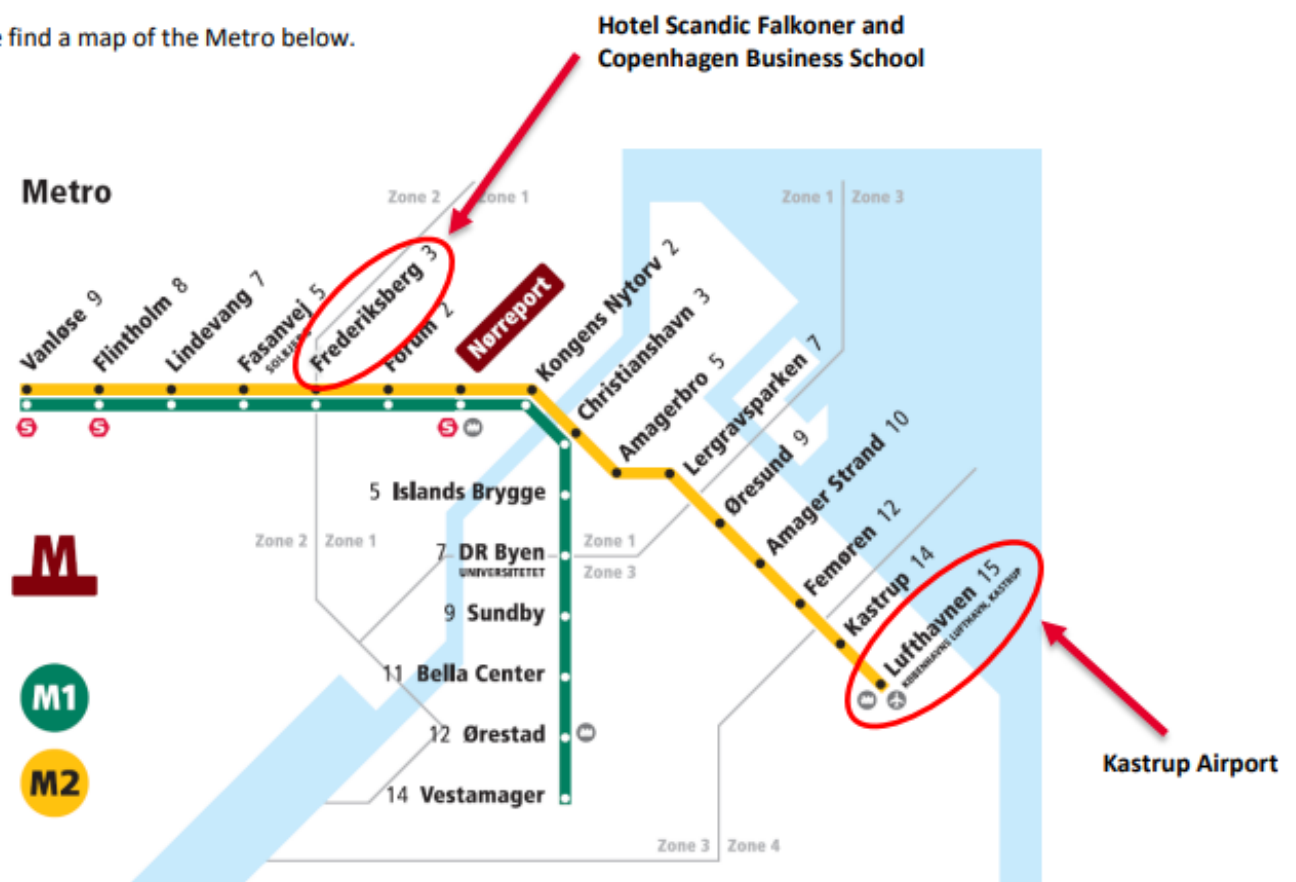 find a map of the Metro below.
Hotel Scandic Falkoner and
Copenhagen Business School
Metro
Zone 2
Zone 1
Zone 1
Zone 3
Vanløse 9
Flintholm 8
Lindevang 7
Fasanvej 5
Frederiksberg 3
Forum 2
Nørreport
Kongens Nytorv 2
Christianshavn 3
Amagerbro 5
Lergravsparken 7
Øresund 9
Amager Strand 10
Femøren 12
Kastrup 14
Lufthavnen 15
KØBENHAVNS LUFTHAVN, KASTRUP
S
S
S
5 Islands Brygge
Zone 2
Zone 1
7 DR Byen
UNIVERSITETET
Zone 1
Zone 3
9 Sundby
11 Bella Center
12 Ørestad
14 Vestamager
M
M1
M2
Kastrup Airport
Zone 3
Zone 4